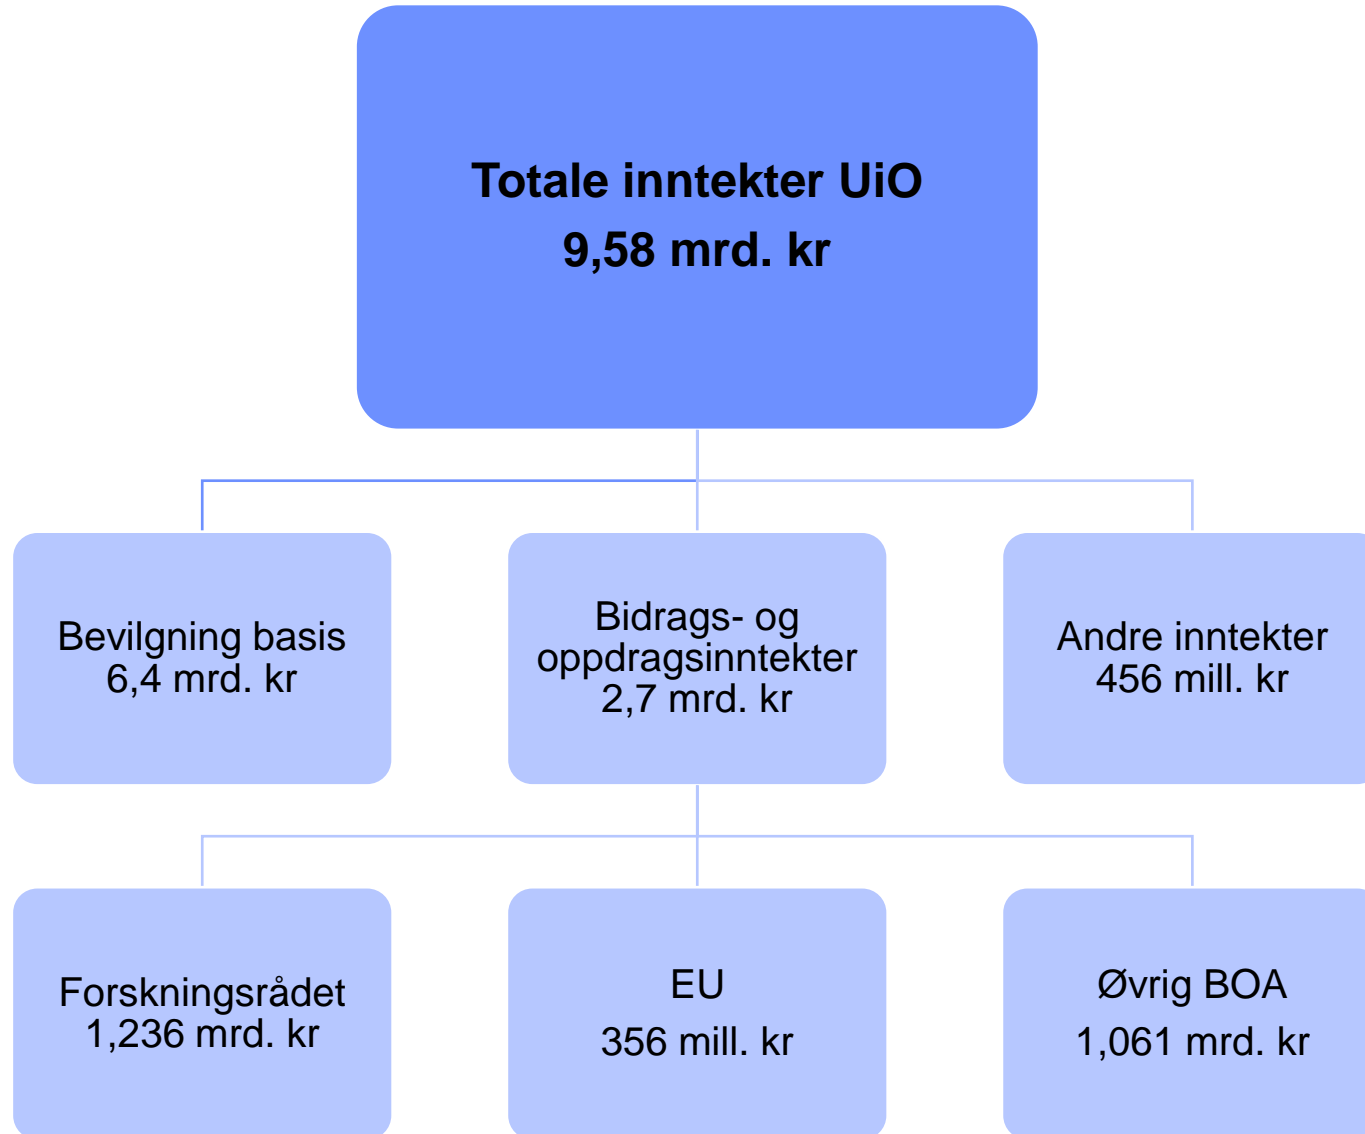 Totale inntekter UiO
9,58 mrd. kr
Bevilgning basis
6,4 mrd. kr
Bidrags- og
oppdragsinntekter
2,7 mrd. kr
Andre inntekter
456 mill. kr
Forskningsrådet
1,236 mrd. kr
EU
356 mill. kr
Øvrig BOA
1,061 mrd. kr